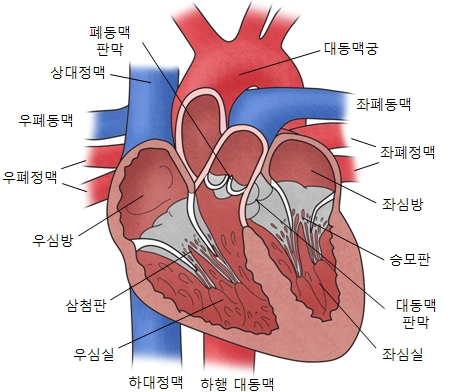 폐동맥
판막
대동맥궁
상대정맥
좌폐동맥
우폐동맥
좌폐정맥
우폐정맥
좌심방
우심방
승모판
삼첨판
대동맥
판막
우심실
좌심실
하대정맥
하행 대동맥